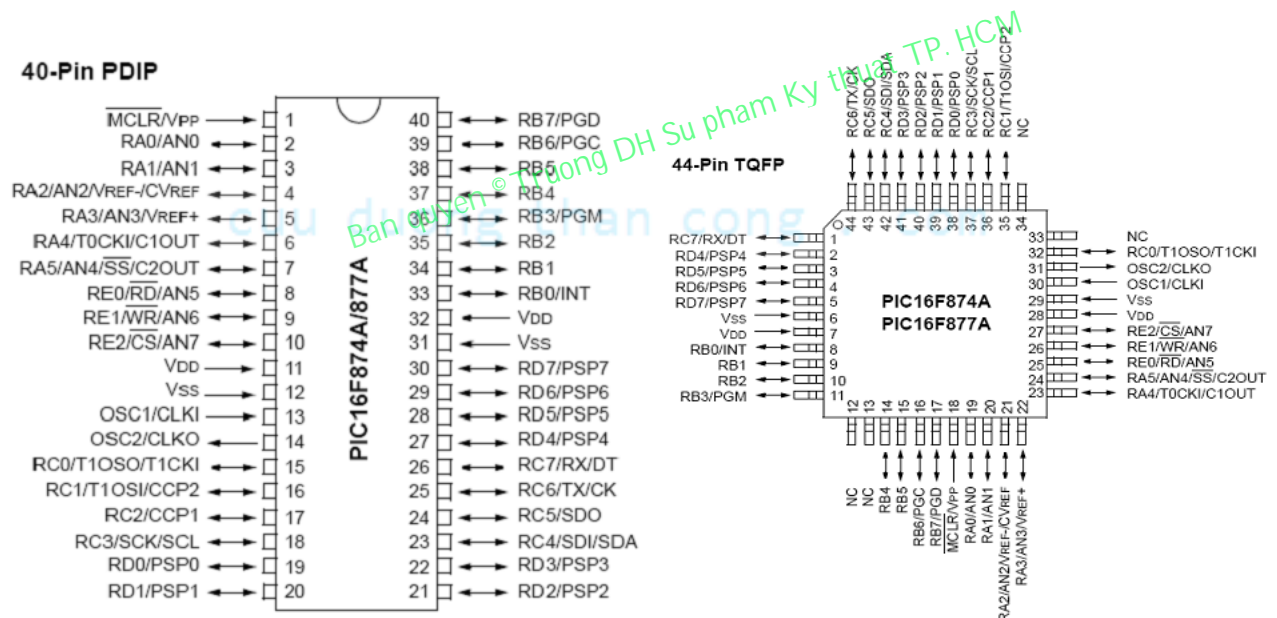 40-Pin PDIP
MCLR/VPP 1
RA0/AN0 2
RA1/AN1 3
RA2/AN2/VREF-/CVREF 4
RA3/AN3/VREF+ 5
RA4/T0CKI/C1OUT 6
RA5/AN4/SS/C2OUT 7
RE0/RD/AN5 8
RE1/WR/AN6 9
RE2/CS/AN7 10
VDD 11
VSS 12
OSC1/CLKI 13
OSC2/CLKO 14
RC0/T1OSO/T1CKI 15
RC1/T1OSI/CCP2 16
RC2/CCP1 17
RC3/SCK/SCL 18
RD0/PSP0 19
RD1/PSP1 20
PIC16F874A/877A
40 RB7/PGD
39 RB6/PGC
38 RB5
37 RB4
36 RB3/PGM
35 RB2
34 RB1
33 RB0/INT
32 VDD
31 VSS
30 RD7/PSP7
29 RD6/PSP6
28 RD5/PSP5
27 RD4/PSP4
26 RC7/RX/DT
25 RC6/TX/CK
24 RC5/SDO
23 RC4/SDI/SDA
22 RD3/PSP3
21 RD2/PSP2
Ban quyen © Truong DH Su pham Ky thuat TP. HCM
cuu duong than cong . com
44-Pin TQFP
RC6/TX/CK 44
RC5/SDO 43
RC4/SDI/SDA 42
RD3/PSP3 41
RD2/PSP2 40
RD1/PSP1 39
RD0/PSP0 38
RC3/SCK/SCL 37
RC2/CCP1 36
RC1/T1OSI/CCP2 35
NC 34
RC7/RX/DT 1
RD4/PSP4 2
RD5/PSP5 3
RD6/PSP6 4
RD7/PSP7 5
VSS 6
VDD 7
RB0/INT 8
RB1 9
RB2 10
RB3/PGM 11
PIC16F874A
PIC16F877A
33 NC
32 RC0/T1OSO/T1CKI
31 OSC2/CLKO
30 OSC1/CLKI
29 VSS
28 VDD
27 RE2/CS/AN7
26 RE1/WR/AN6
25 RE0/RD/AN5
24 RA5/AN4/SS/C2OUT
23 RA4/T0CKI/C1OUT
12 NC
13 NC
14 RB4
15 RB5
16 RB6/PGC
17 RB7/PGD
18 MCLR/VPP
19 RA0/AN0
20 RA1/AN1
21 RA2/AN2/VREF-/CVREF
22 RA3/AN3/VREF+